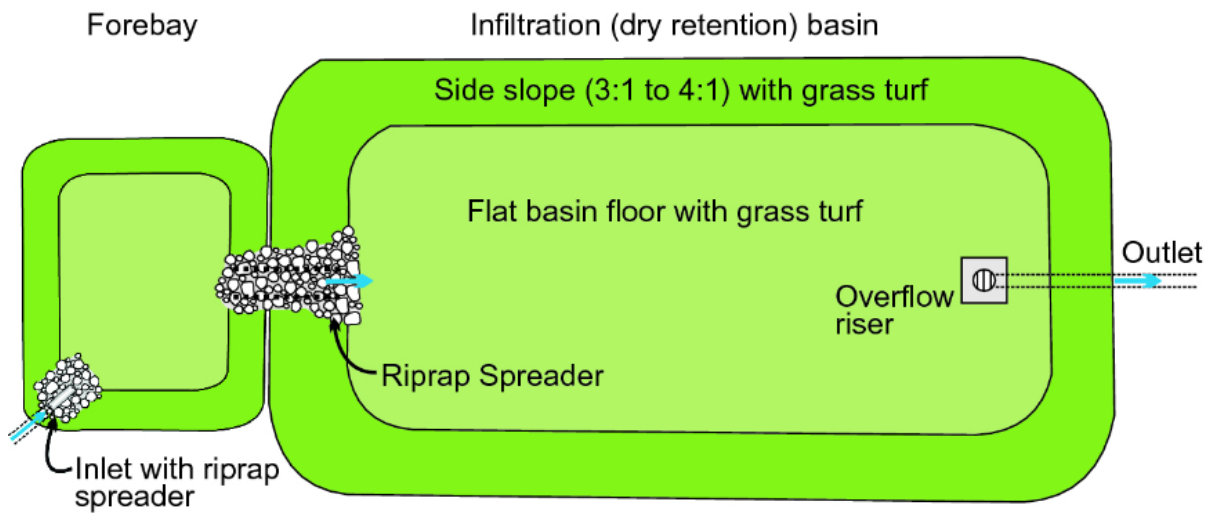 Forebay
Infiltration (dry retention) basin
Side slope (3:1 to 4:1) with grass turf
Flat basin floor with grass turf
Outlet
Overflow
riser
Riprap Spreader
Inlet with riprap
spreader